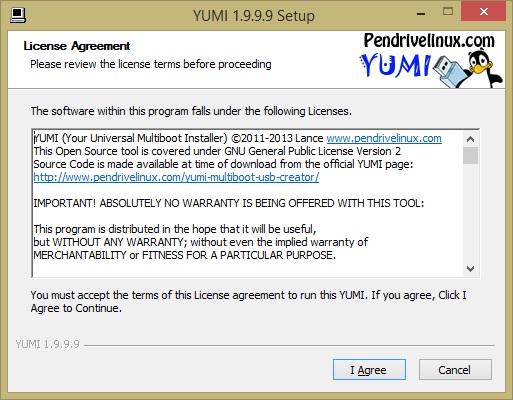 YUMI 1.9.9.9 Setup
License Agreement
Please review the license terms before proceeding
Pendrivelinux.com
YUMI
The software within this program falls under the following Licenses.
YUMI (Your Universal Multiboot Installer) ©2011-2013 Lance www.pendrivelinux.com
This Open Source tool is covered under GNU General Public License Version 2
Source Code is made available at time of download from the official YUMI page:
http://www.pendrivelinux.com/yumi-multiboot-usb-creator/
IMPORTANT! ABSOLUTELY NO WARRANTY IS BEING OFFERED WITH THIS TOOL:
This program is distributed in the hope that it will be useful,
but WITHOUT ANY WARRANTY; without even the implied warranty of
MERCHANTABILITY or FITNESS FOR A PARTICULAR PURPOSE.
You must accept the terms of this License agreement to run this YUMI. If you agree, Click I
Agree to Continue.
YUMI 1.9.9.9
I Agree
Cancel